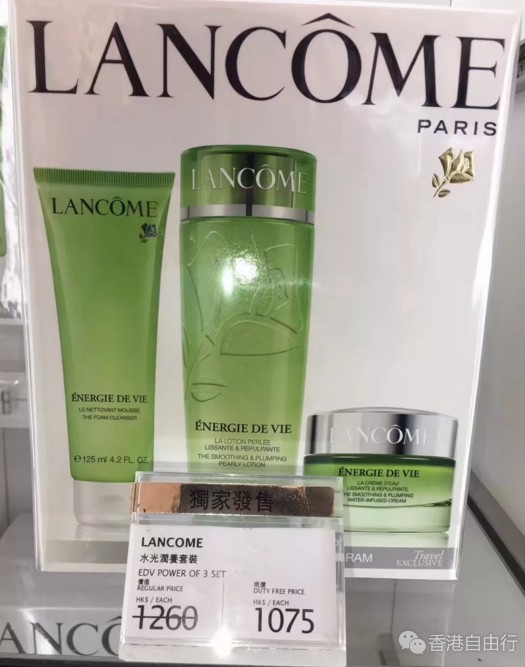 LANCÔME
PARIS
LANCÔME
ÉNERGIE DE VIE
LE NETTOYANT MOUSSE
THE FOAM CLEANSER
e 125 ml 4.2 FL. OZ
LANCÔME
ÉNERGIE DE VIE
LA LOTION PERLÉE
LISSANTE & REPULPANTE
THE SMOOTHING & PLUMPING
PEARLY LOTION
LANCÔME
ÉNERGIE DE VIE
LA CRÈME D'EAU
LISSANTE & REPULPANTE
THE SMOOTHING & PLUMPING
WATER-INFUSED CREAM
GRAM
Travel
EXCLUSIVE
獨家發售
LANCOME
水光潤養套裝
EDV POWER OF 3 SET
REGULAR PRICE
HK$ / EACH
1260
DUTY FREE PRICE
HK$ / EACH
1075
LANCÔ
香港自由行